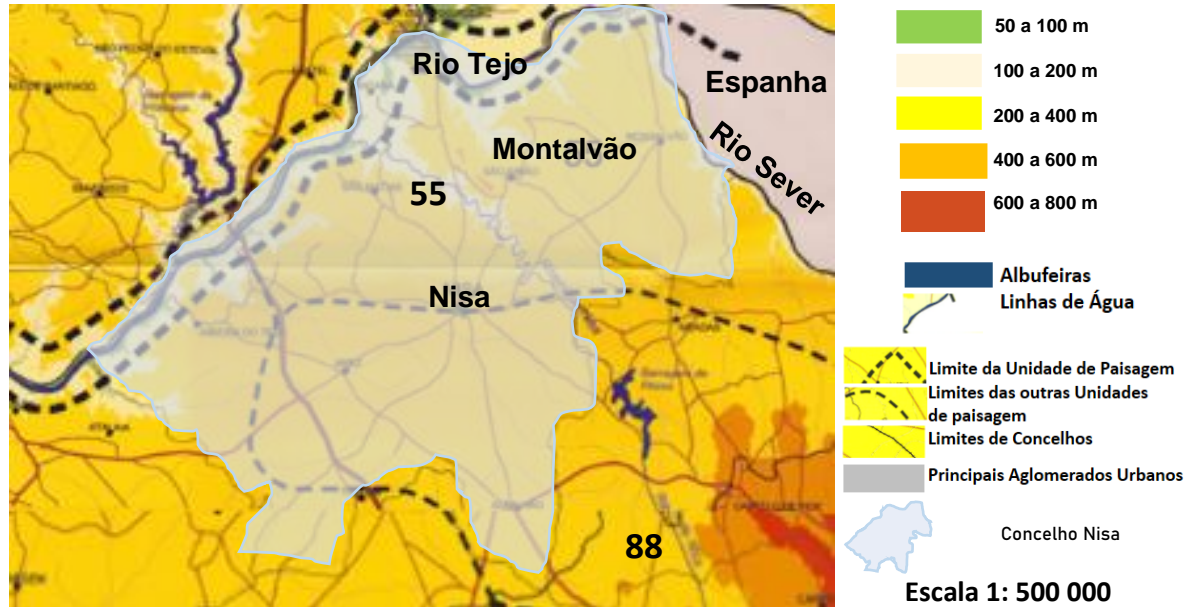 Rio Tejo
Espanha
Rio Sever
Montalvão
55
Nisa
88
ATALAIA
50 a 100 m
100 a 200 m
200 a 400 m
400 a 600 m
600 a 800 m
Albufeiras
Linhas de Água
Limite da Unidade de Paisagem
Limites das outras Unidades
de paisagem
Limites de Concelhos
Principais Aglomerados Urbanos
Concelho Nisa
Escala 1: 500 000